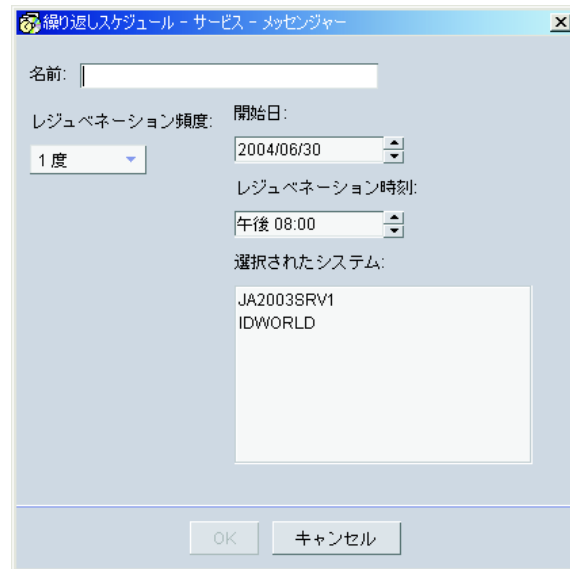 繰り返しスケジュール - サービス - メッセンジャー
名前:
レジュベネーション頻度:
1 度
開始日:
2004/06/30
レジュベネーション時刻:
午後 08:00
選択されたシステム:
JA2003SRV1
IDWORLD
OK
キャンセル